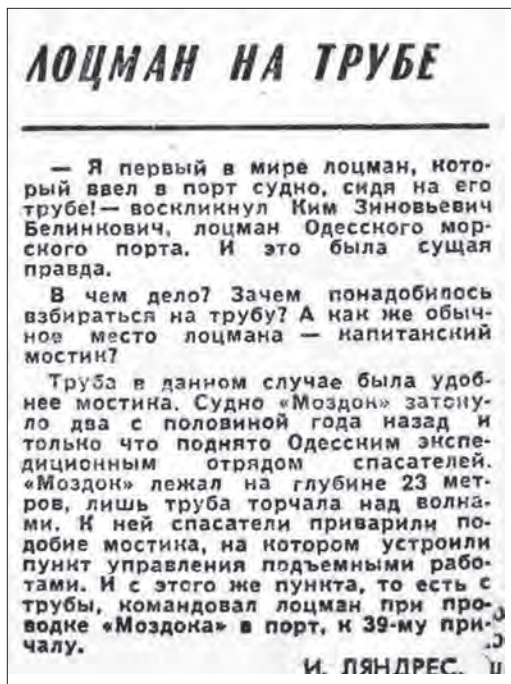 ЛОЦМАН НА ТРУБЕ
— Я первый в мире лоцман, кото-
рый ввел в порт судно, сидя на его
трубе!— воскликнул Ким Зиновьевич
Белинкович, лоцман Одесского мор-
ского порта. И это была сущая
правда.
В чем дело? Зачем понадобилось
взбираться на трубу? А как же обыч-
ное место лоцмана — капитанский
мостик?
Труба в данном случае была удоб-
нее мостика. Судно «Моздок» затону-
ло два с половиной года назад и
только что поднято Одесским экспе-
диционным отрядом спасателей.
«Моздок» лежал на глубине 23 мет-
ров, лишь труба торчала над волна-
ми. К ней спасатели приварили по-
добие мостика, на котором устроили
пункт управления подъемными рабо-
тами. И с этого же пункта, то есть с
трубы, командовал лоцман при про-
водке «Моздока» в порт, к 39-му при-
чалу.
И. ЛЯНДРЕС,